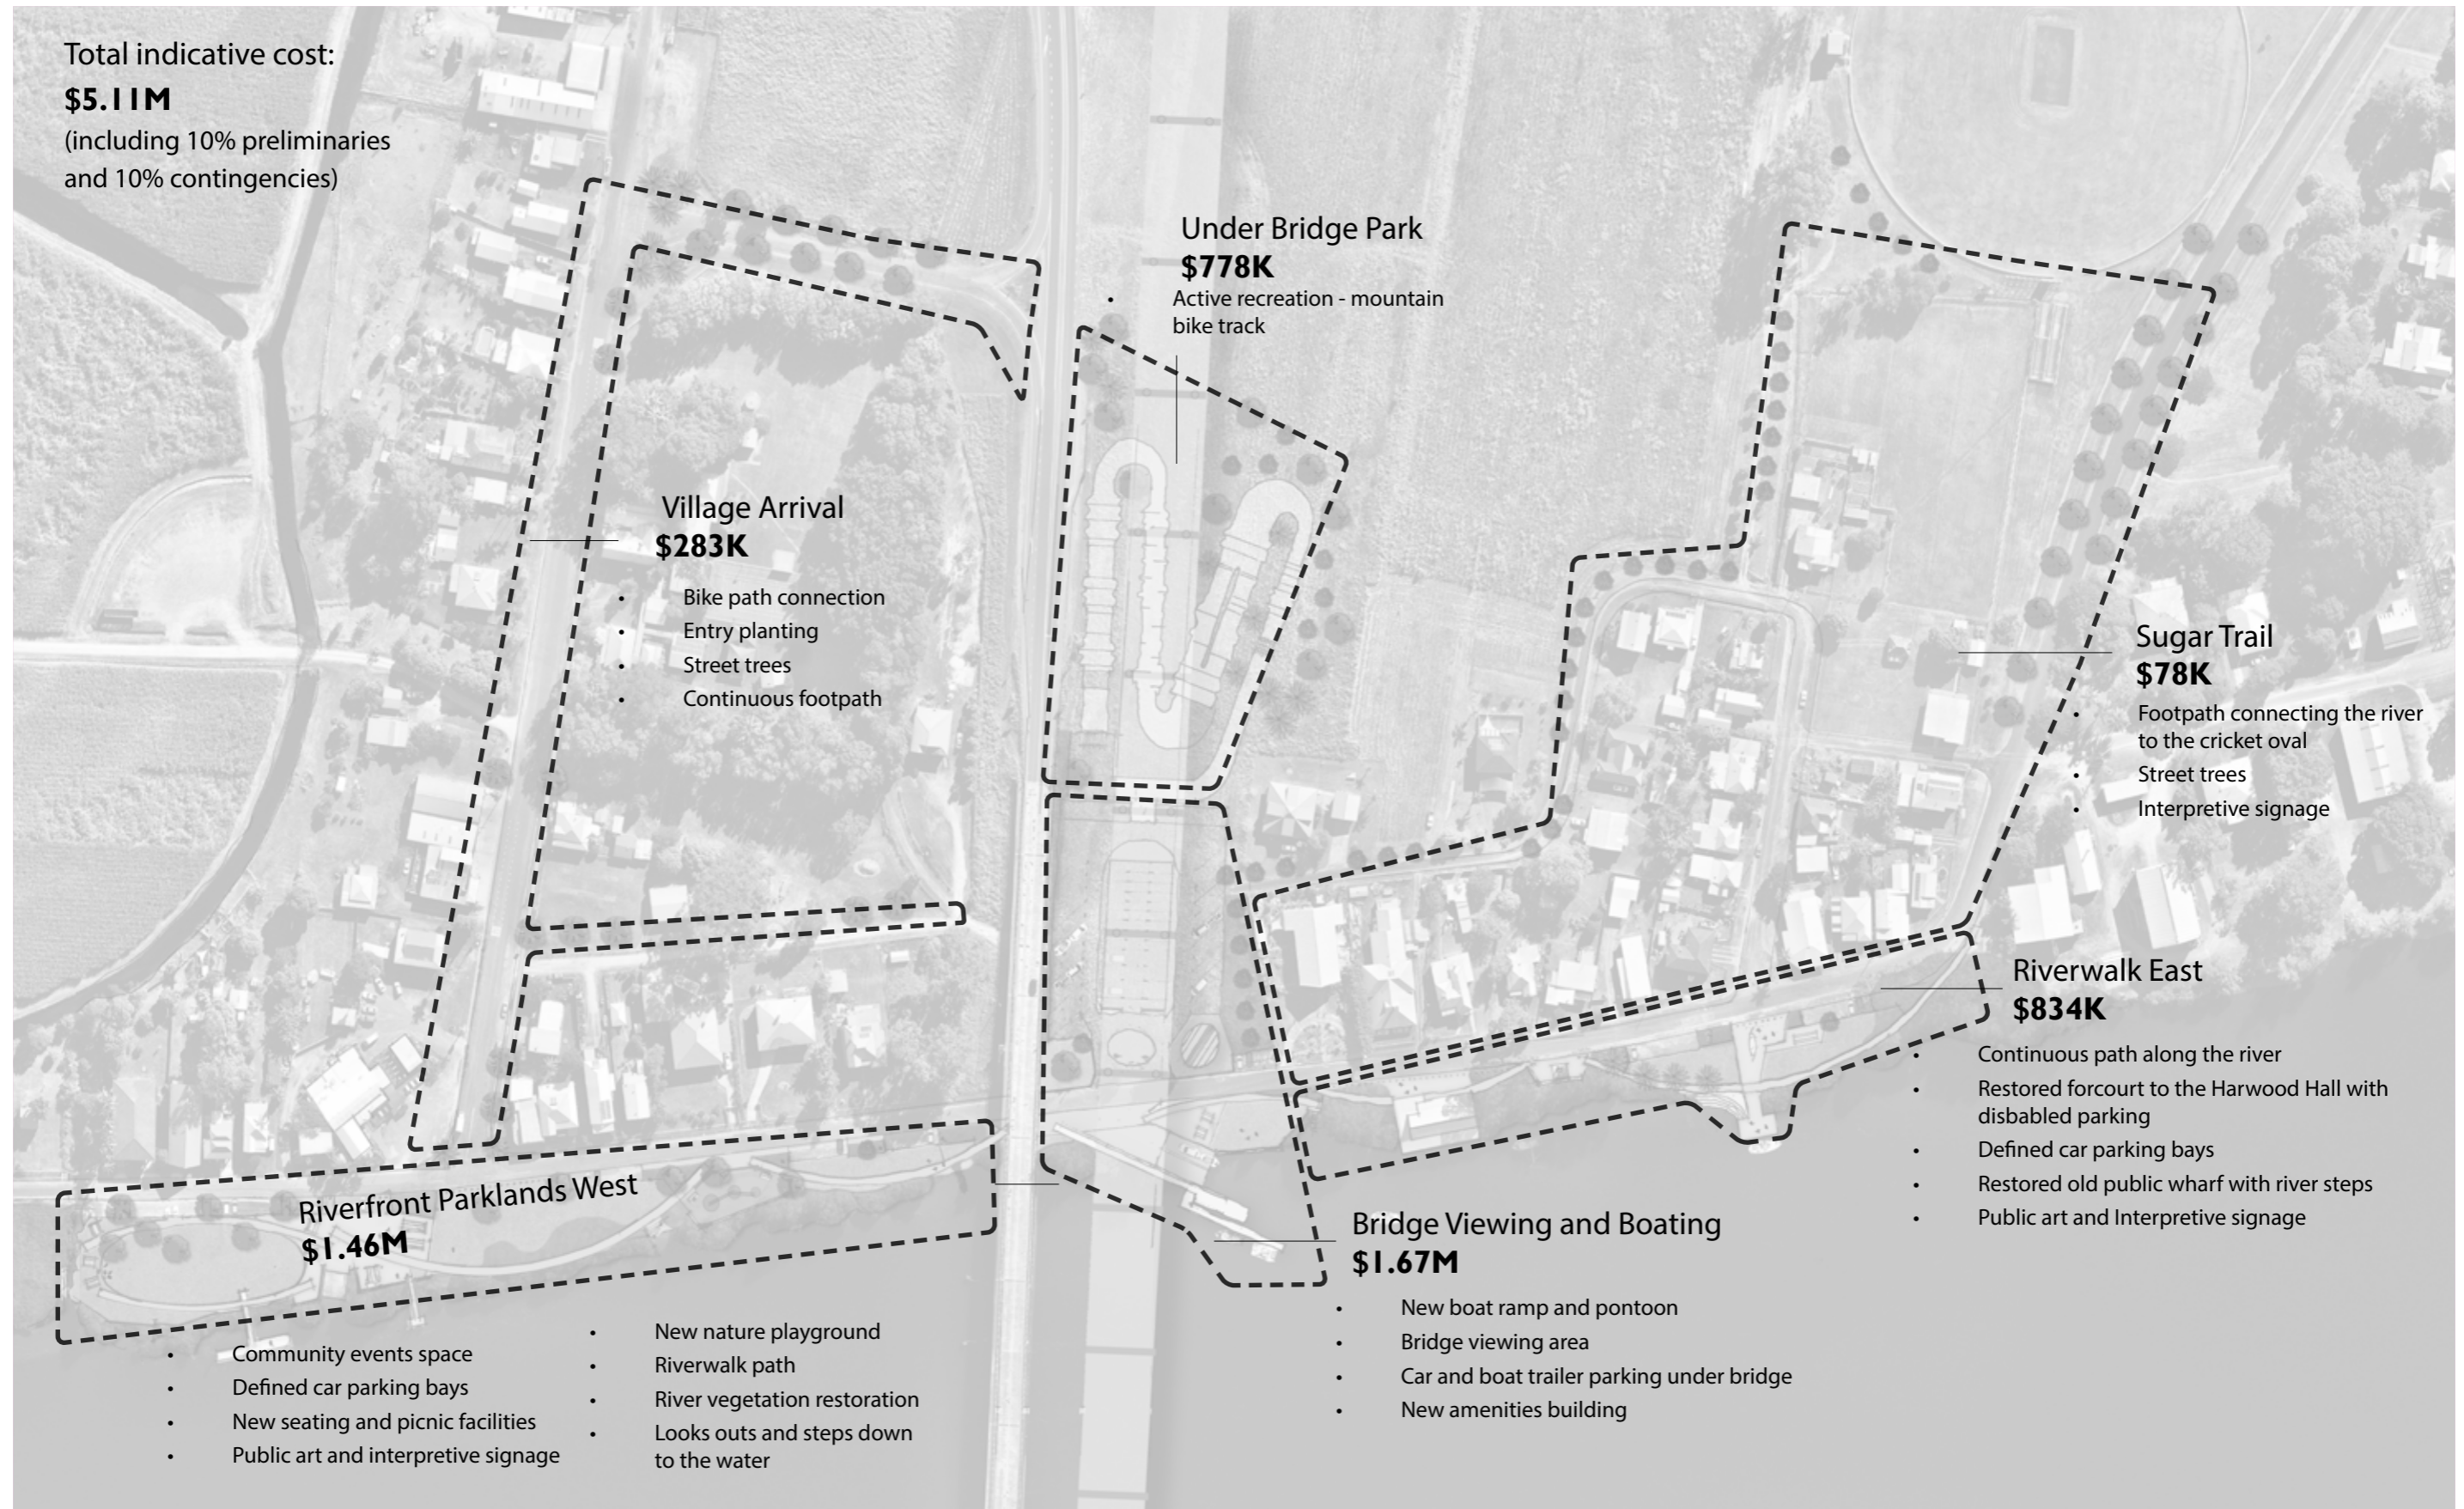 Total indicative cost:
$5.11M
(including 10% preliminaries
and 10% contingencies)
Under Bridge Park
$778K
• Active recreation - mountain
bike track
Village Arrival
$283K
• Bike path connection
• Entry planting
• Street trees
• Continuous footpath
Sugar Trail
$78K
• Footpath connecting the river
to the cricket oval
• Street trees
• Interpretive signage
Riverwalk East
$834K
• Continuous path along the river
• Restored forcourt to the Harwood Hall with
disbabled parking
• Defined car parking bays
• Restored old public wharf with river steps
• Public art and Interpretive signage
Riverfront Parklands West
$1.46M
• Community events space
• Defined car parking bays
• New seating and picnic facilities
• Public art and interpretive signage
• New nature playground
• Riverwalk path
• River vegetation restoration
• Looks outs and steps down
to the water
Bridge Viewing and Boating
$1.67M
• New boat ramp and pontoon
• Bridge viewing area
• Car and boat trailer parking under bridge
• New amenities building